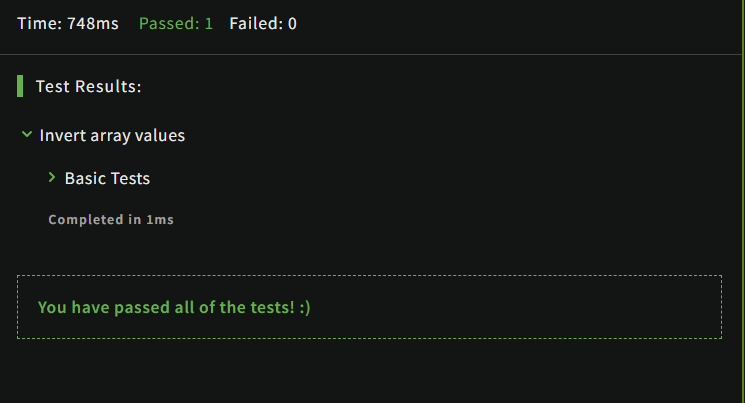 Time: 748ms Passed: 1 Failed: 0
Test Results:
Invert array values
Basic Tests
Completed in 1ms
You have passed all of the tests! :)